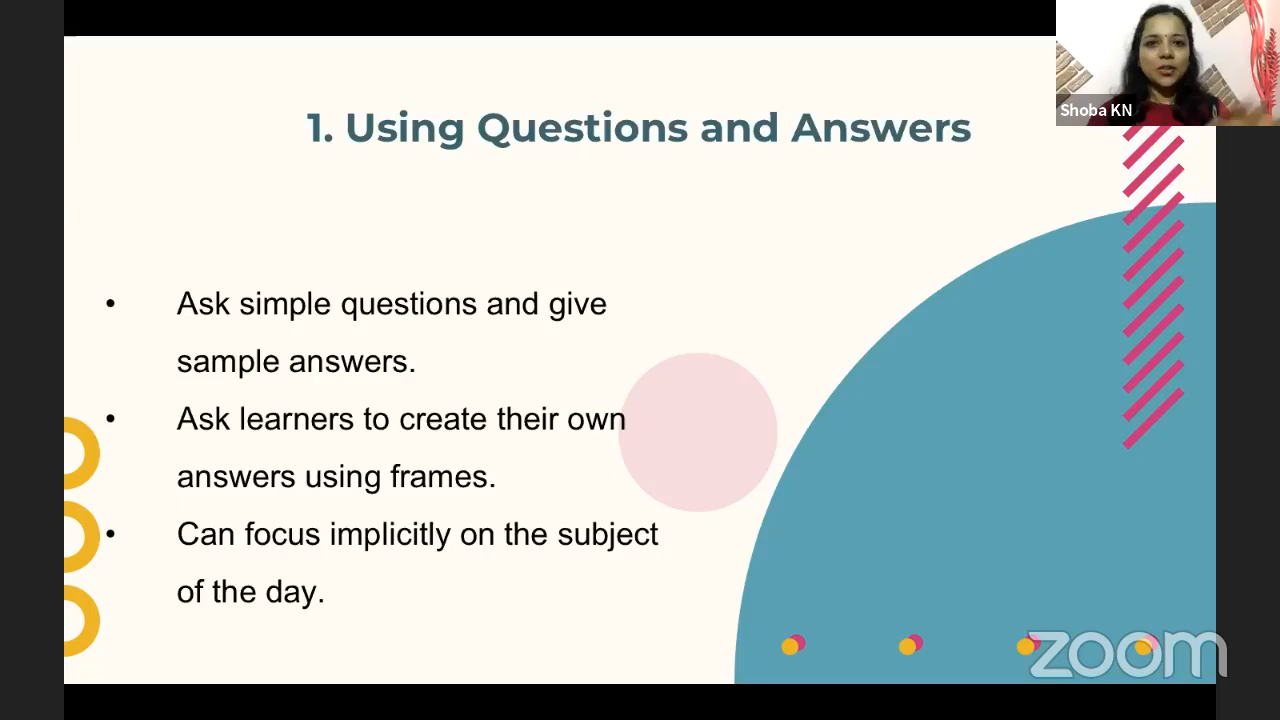 Shoba KN
1. Using Questions and Answers
• Ask simple questions and give
sample answers.
• Ask learners to create their own
answers using frames.
• Can focus implicitly on the subject
of the day.
zoom